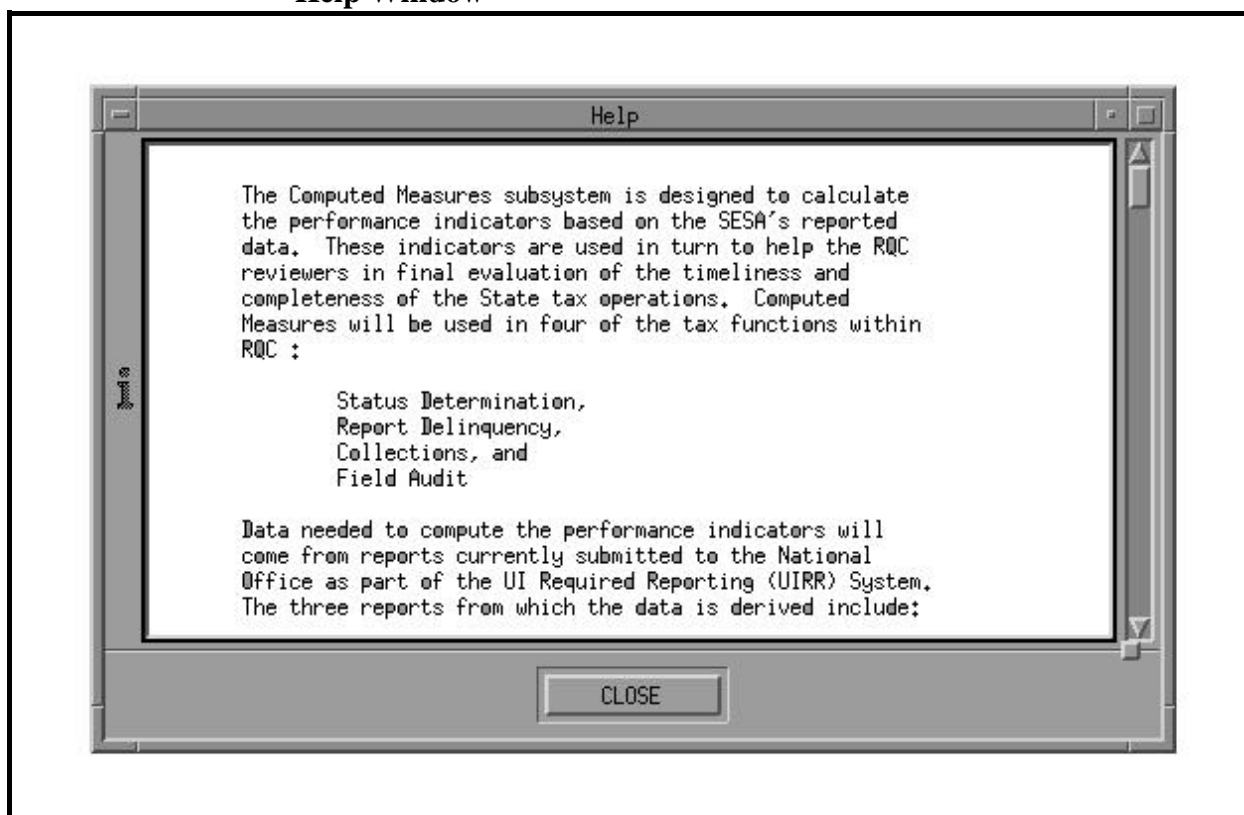 Help Window
Help
The Computed Measures subsystem is designed to calculate
the performance indicators based on the SESA's reported
data. These indicators are used in turn to help the RQC
reviewers in final evaluation of the timeliness and
completeness of the State tax operations. Computed
Measures will be used in four of the tax functions within
RQC :
Status Determination,
Report Delinquency,
Collections, and
Field Audit
Data needed to compute the performance indicators will
come from reports currently submitted to the National
Office as part of the UI Required Reporting (UIRR) System.
The three reports from which the data is derived include:
CLOSE